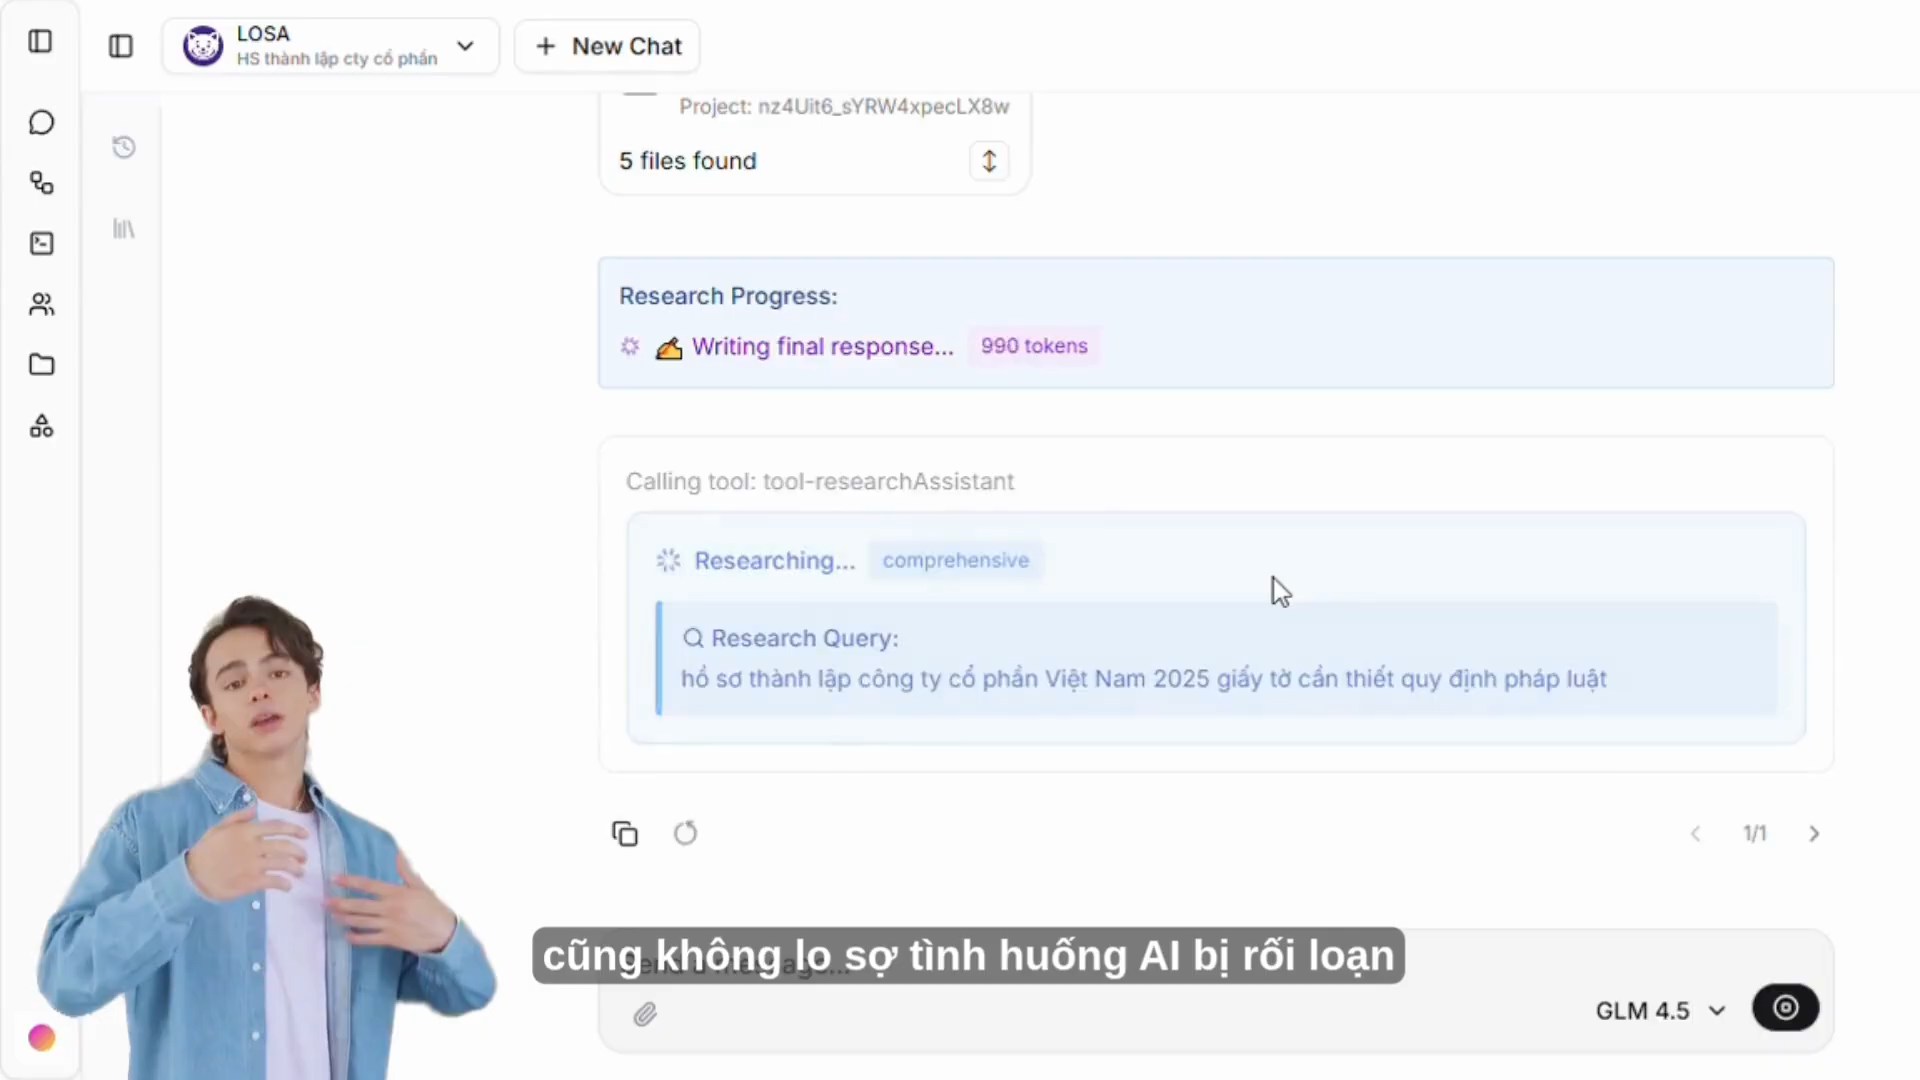 LOSA
HS thành lập cty cổ phần
New Chat
Project: nz4Uit6_sYRW4xpecLX8w
5 files found
Research Progress:
✍️ Writing final response... 990 tokens
Calling tool: tool-researchAssistant
Researching... comprehensive
Research Query:
hồ sơ thành lập công ty cổ phần Việt Nam 2025 giấy tờ cần thiết quy định pháp luật
1/1
cũng không lo sợ tình huống AI bị rối loạn
GLM 4.5